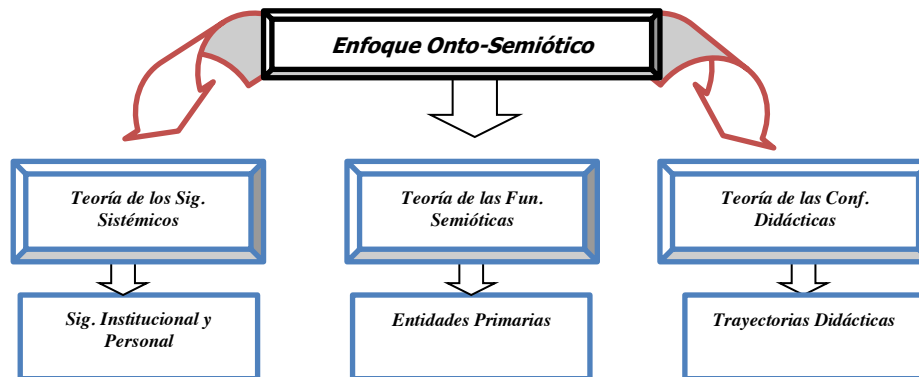 Enfoque Onto-Semiótico
Teoría de los Sig.
Sistémicos
Teoría de las Fun.
Semióticas
Teoría de las Conf.
Didácticas
Sig. Institucional y
Personal
Entidades Primarias
Trayectorias Didácticas